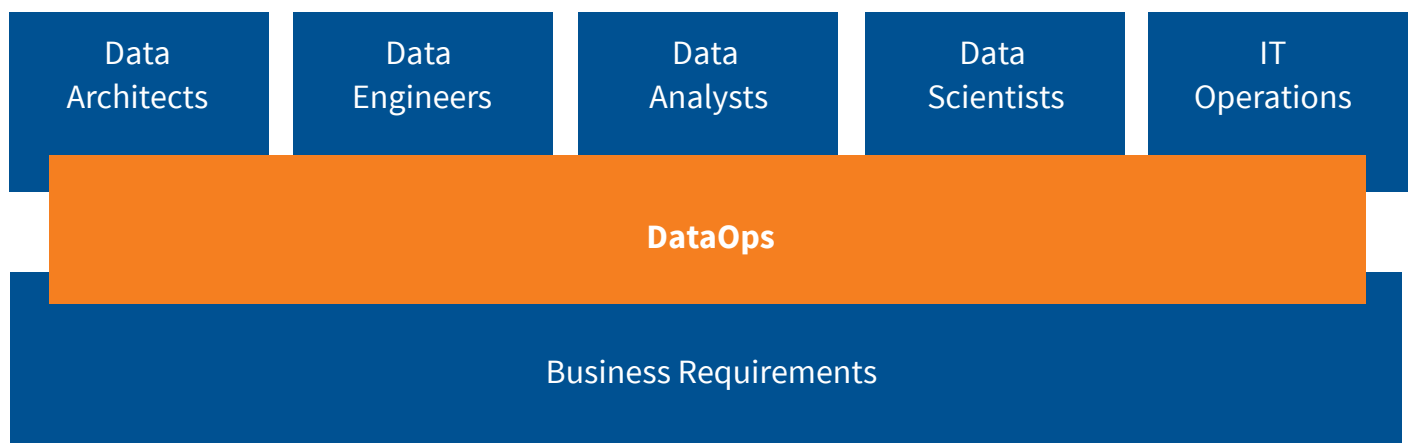 Data
Architects
Data
Engineers
Data
Analysts
Data
Scientists
IT
Operations
DataOps
Business Requirements